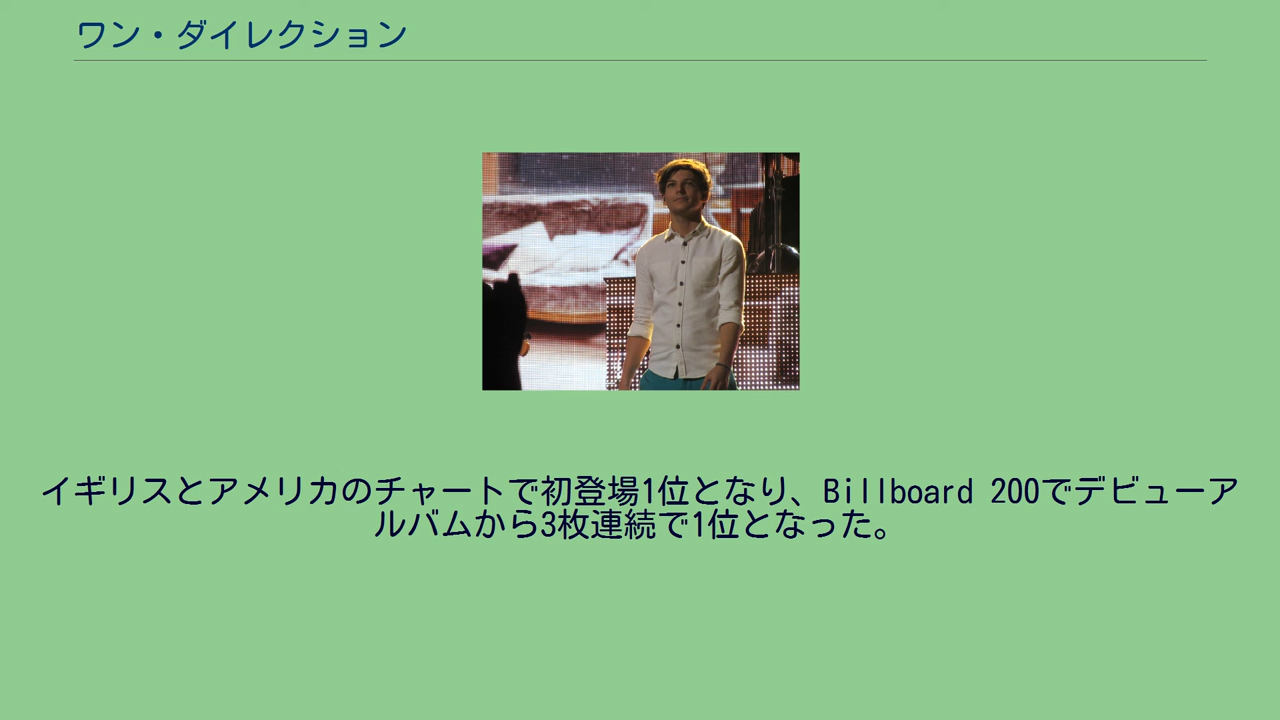 ワン・ダイレクション
イギリスとアメリカのチャートで初登場1位となり、Billboard 200でデビューア
ルバムから3枚連続で1位となった。